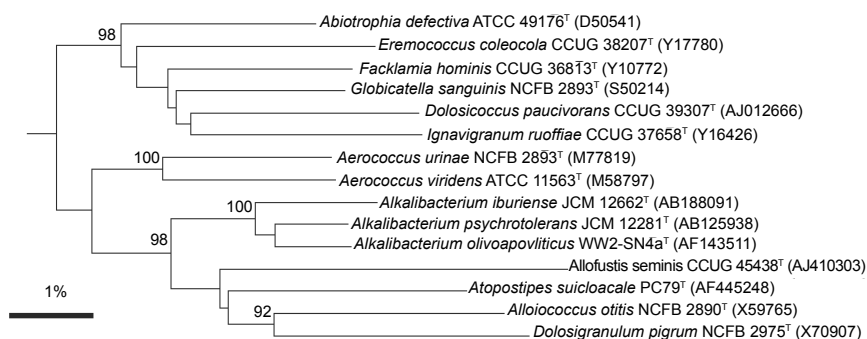 Abiotrophia defectiva ATCC 49176ᵀ (D50541)
98
Eremococcus coleocola CCUG 38207ᵀ (Y17780)
Facklamia hominis CCUG 36813ᵀ (Y10772)
Globicatella sanguinis NCFB 2893ᵀ (S50214)
Dolosicoccus paucivorans CCUG 39307ᵀ (AJ012666)
Ignavigranum ruoffiae CCUG 37658ᵀ (Y16426)
100
Aerococcus urinae NCFB 2893ᵀ (M77819)
Aerococcus viridens ATCC 11563ᵀ (M58797)
Alkalibacterium iburiense JCM 12662ᵀ (AB188091)
100
Alkalibacterium psychrotolerans JCM 12281ᵀ (AB125938)
98
Alkalibacterium olivoapovliticus WW2-SN4aᵀ (AF143511)
Allofustis seminis CCUG 45438ᵀ (AJ410303)
1%
Atopostipes suicloacale PC79ᵀ (AF445248)
92
Alloiococcus otitis NCFB 2890ᵀ (X59765)
Dolosigranulum pigrum NCFB 2975ᵀ (X70907)